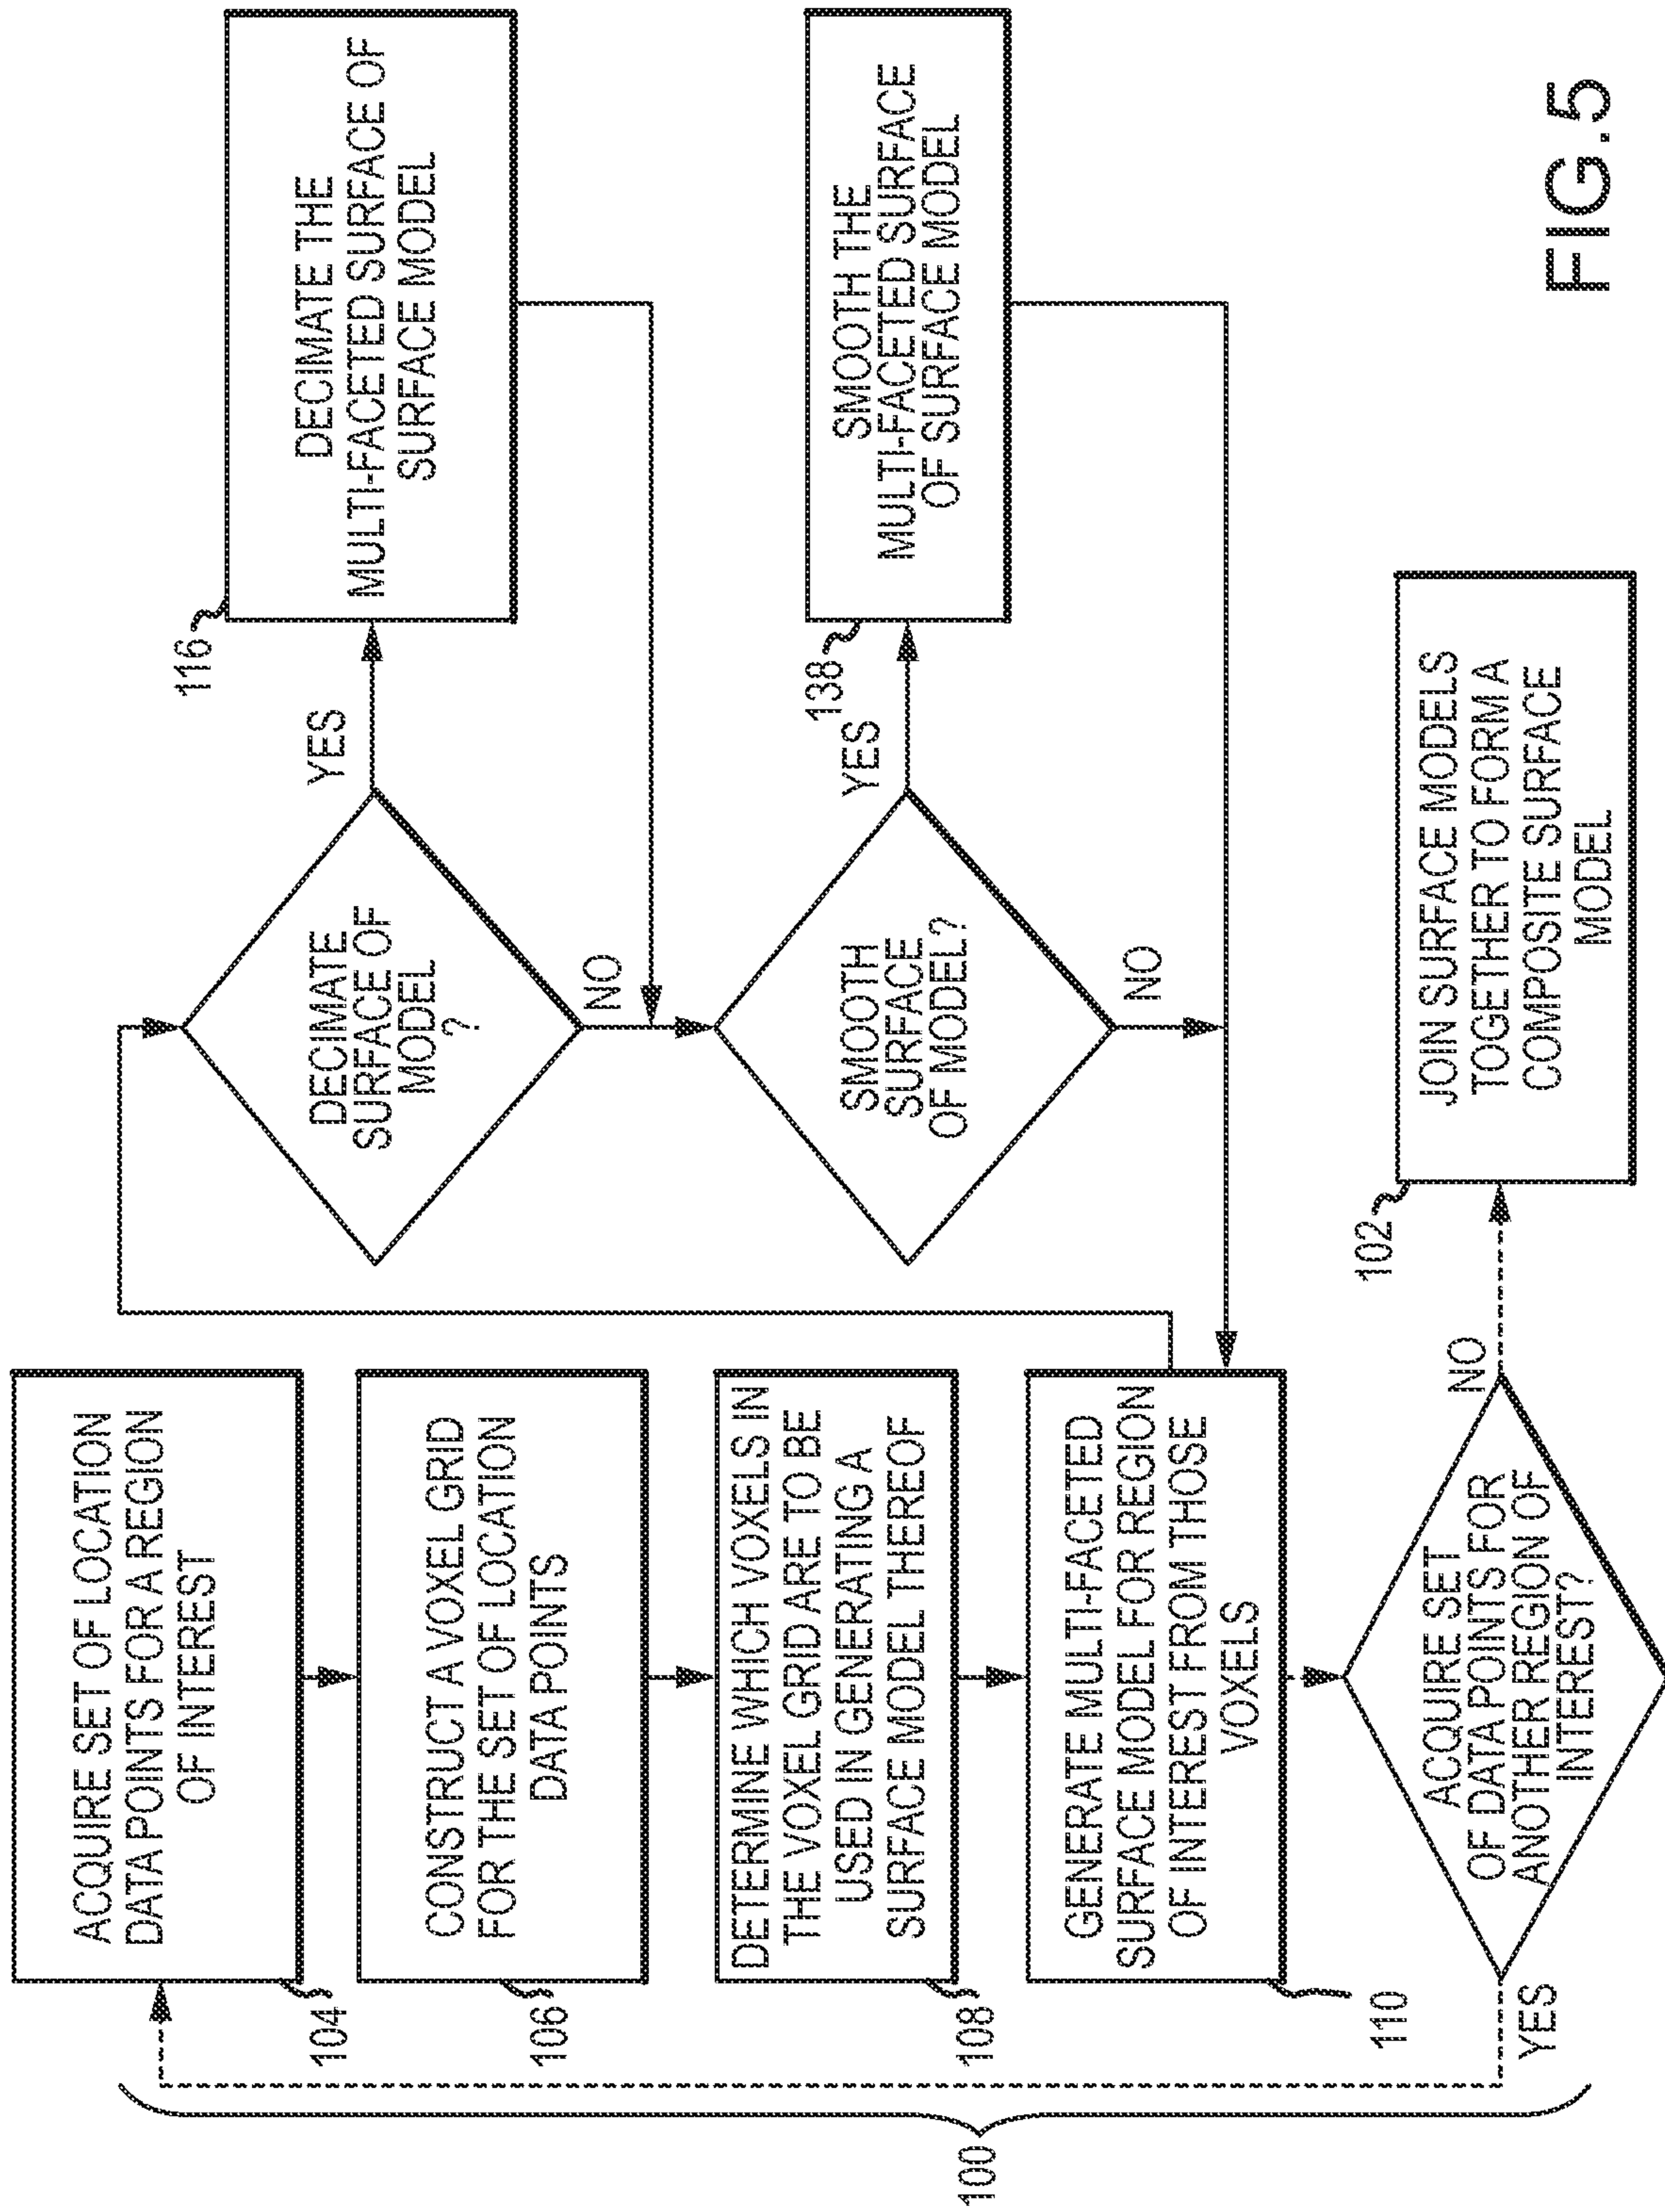 100
104
ACQUIRE SET OF LOCATION
DATA POINTS FOR A REGION
OF INTEREST
106
CONSTRUCT A VOXEL GRID
FOR THE SET OF LOCATION
DATA POINTS
108
DETERMINE WHICH VOXELS IN
THE VOXEL GRID ARE TO BE
USED IN GENERATING A
SURFACE MODEL THEREOF
110
GENERATE MULTI-FACETED
SURFACE MODEL FOR REGION
OF INTEREST FROM THOSE
VOXELS
YES
ACQUIRE SET
OF DATA POINTS FOR
ANOTHER REGION OF
INTEREST?
NO
102
JOIN SURFACE MODELS
TOGETHER TO FORM A
COMPOSITE SURFACE
MODEL
DECIMATE
SURFACE OF
MODEL
?
YES
NO
116
DECIMATE THE
MULTI-FACETED SURFACE OF
SURFACE MODEL
SMOOTH
SURFACE
OF MODEL?
YES
NO
138
SMOOTH THE
MULTI-FACETED SURFACE
OF SURFACE MODEL
FIG.5